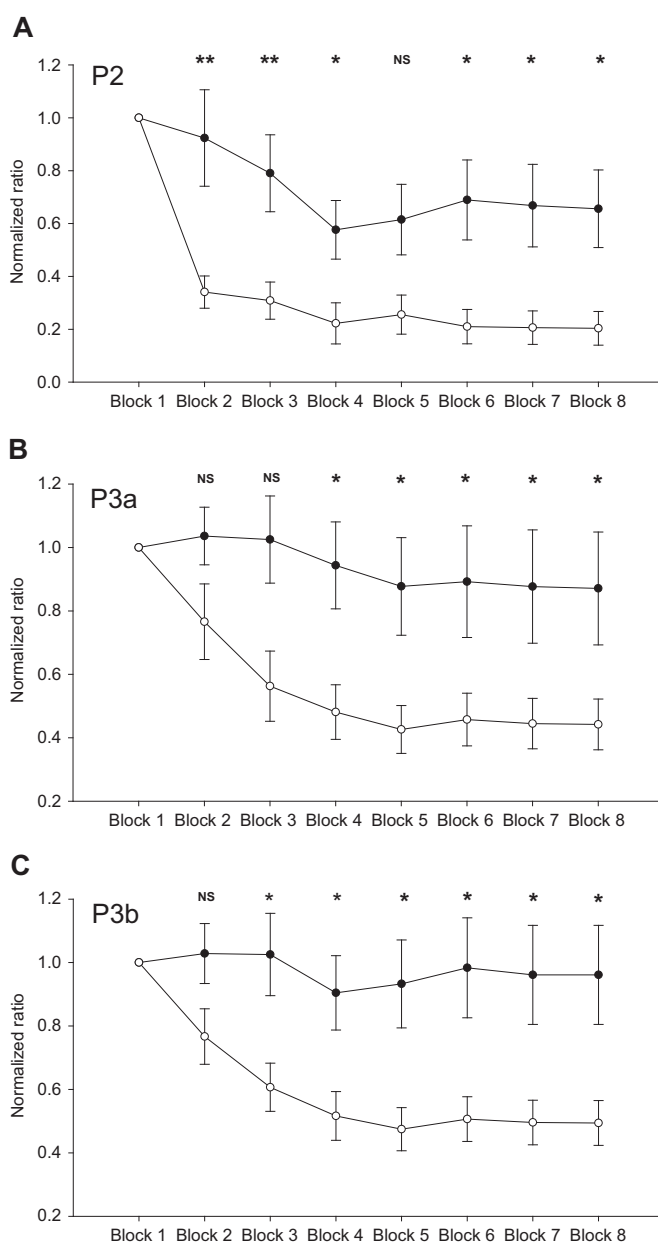 A
** ** * NS * * *
P2
1.2
1.0
0.8
0.6
0.4
0.2
0.0
Normalized ratio
Block 1 Block 2 Block 3 Block 4 Block 5 Block 6 Block 7 Block 8
B
NS NS * * * * *
P3a
1.2
1.0
0.8
0.6
0.4
0.2
Normalized ratio
Block 1 Block 2 Block 3 Block 4 Block 5 Block 6 Block 7 Block 8
C
NS * * * * * *
P3b
1.2
1.0
0.8
0.6
0.4
0.2
Normalized ratio
Block 1 Block 2 Block 3 Block 4 Block 5 Block 6 Block 7 Block 8